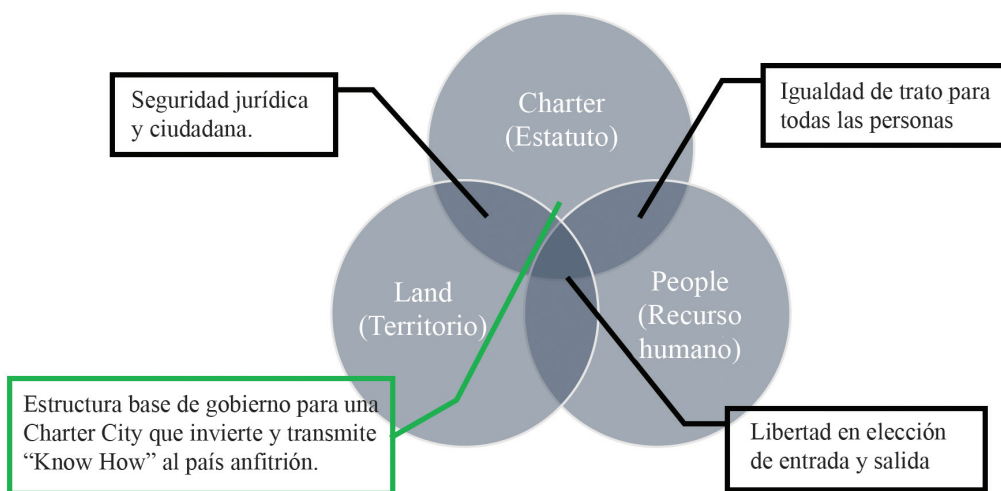 Seguridad jurídica
y ciudadana.
Charter
(Estatuto)
Igualdad de trato para
todas las personas
Land
(Territorio)
People
(Recurso
humano)
Estructura base de gobierno para una
Charter City que invierte y transmite
“Know How” al país anfitrión.
Libertad en elección
de entrada y salida